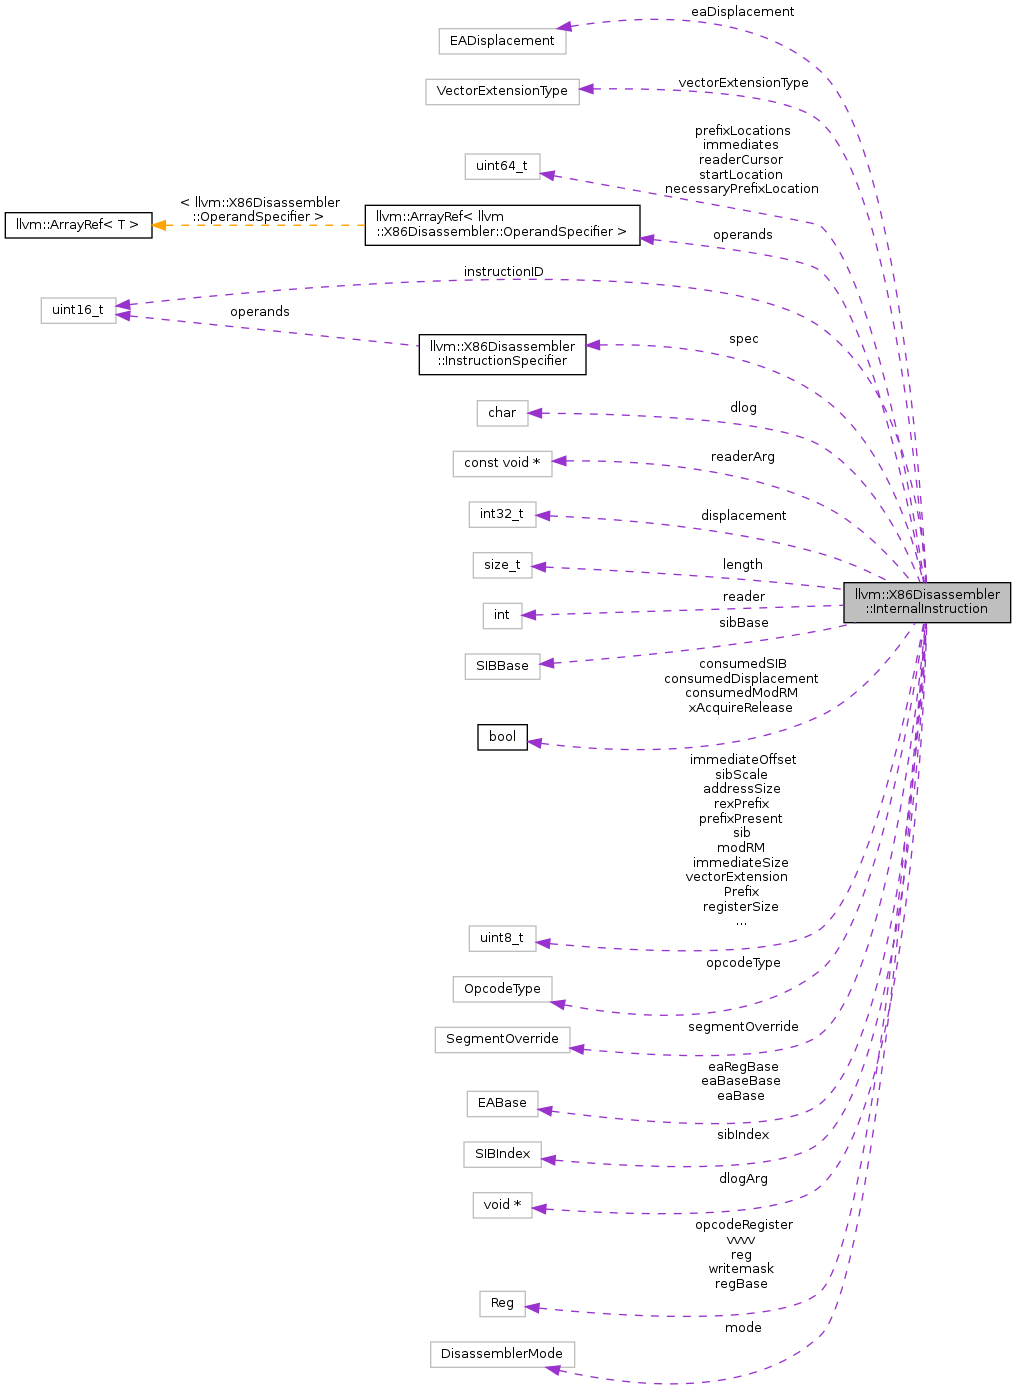 eaDisplacement
EADisplacement
vectorExtensionType
VectorExtensionType
prefixLocations
immediates
readerCursor
startLocation
necessaryPrefixLocation
uint64_t
< llvm::X86Disassembler
::OperandSpecifier >
llvm::ArrayRef< T >
llvm::ArrayRef< llvm
::X86Disassembler::OperandSpecifier >
operands
instructionID
uint16_t
operands
llvm::X86Disassembler
::InstructionSpecifier
spec
char
dlog
const void *
readerArg
int32_t
displacement
size_t
length
llvm::X86Disassembler
::InternalInstruction
int
reader
SIBBase
sibBase
consumedSIB
consumedDisplacement
consumedModRM
xAcquireRelease
bool
immediateOffset
sibScale
addressSize
rexPrefix
prefixPresent
sib
modRM
immediateSize
vectorExtension
Prefix
registerSize
...
uint8_t
opcodeType
OpcodeType
segmentOverride
SegmentOverride
eaRegBase
eaBaseBase
eaBase
EABase
sibIndex
SIBIndex
dlogArg
void *
opcodeRegister
vvvv
reg
writemask
regBase
Reg
mode
DisassemblerMode